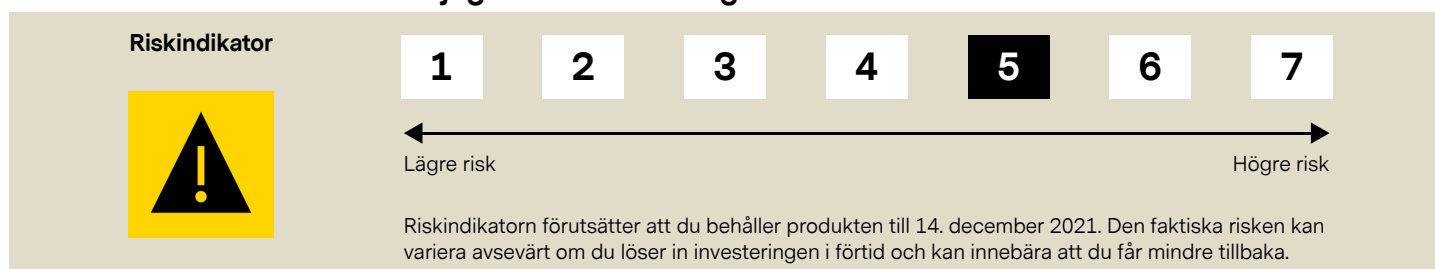 Riskindikator
1 2 3 4 5 6 7
Lägre risk Högre risk
Riskindikatorn förutsätter att du behåller produkten till 14. december 2021. Den faktiska risken kan
variera avsevärt om du löser in investeringen i förtid och kan innebära att du får mindre tillbaka.